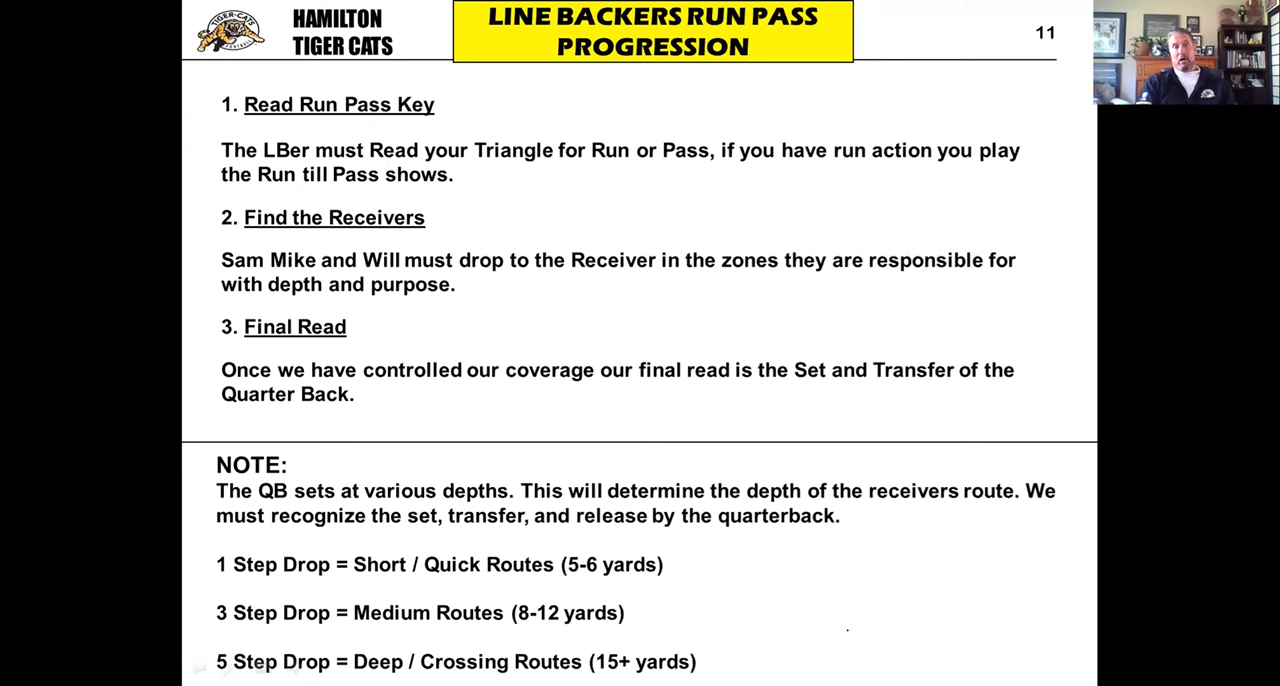 TIGER-CATS
FOOTBALL
HAMILTON
TIGER CATS
LINE BACKERS RUN PASS
PROGRESSION
11
1. Read Run Pass Key
The LBer must Read your Triangle for Run or Pass, if you have run action you play
the Run till Pass shows.
2. Find the Receivers
Sam Mike and Will must drop to the Receiver in the zones they are responsible for
with depth and purpose.
3. Final Read
Once we have controlled our coverage our final read is the Set and Transfer of the
Quarter Back.
NOTE:
The QB sets at various depths. This will determine the depth of the receivers route. We
must recognize the set, transfer, and release by the quarterback.
1 Step Drop = Short / Quick Routes (5-6 yards)
3 Step Drop = Medium Routes (8-12 yards)
5 Step Drop = Deep / Crossing Routes (15+ yards)